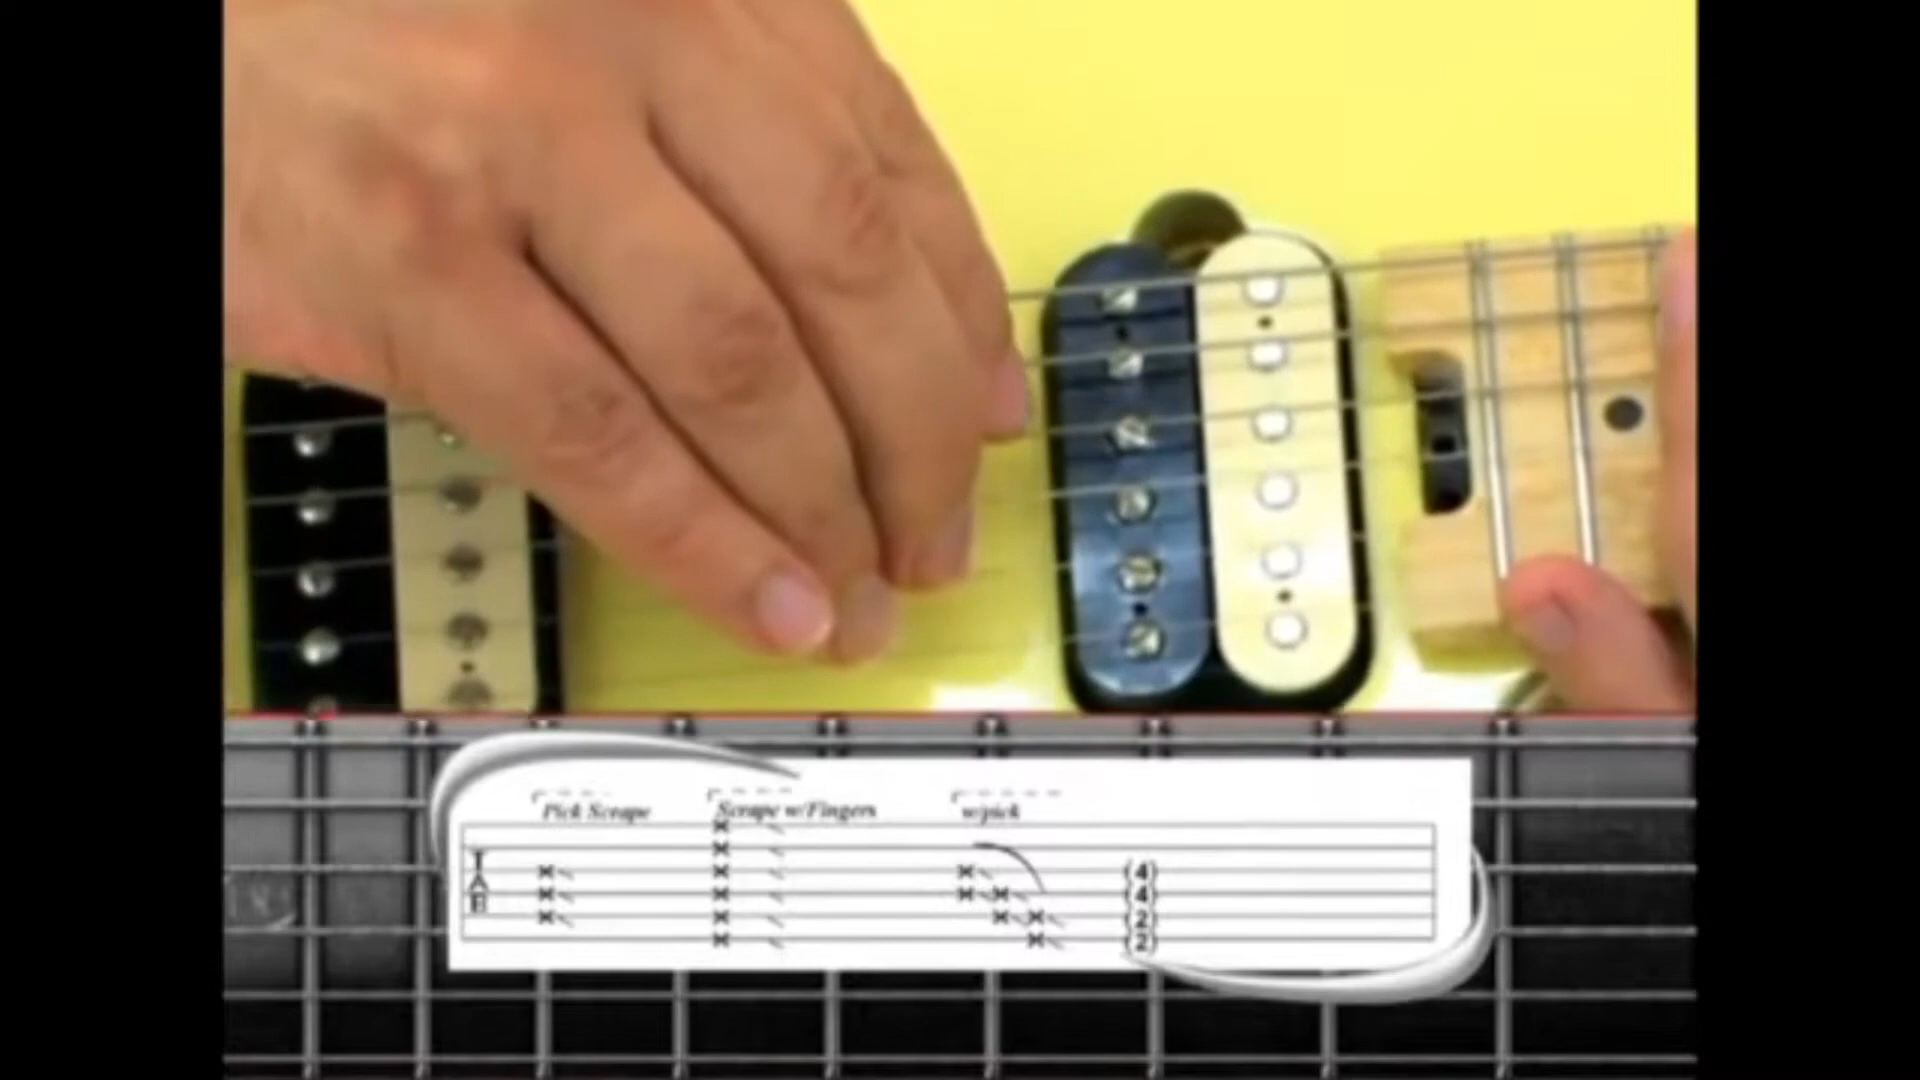 Pick Scrape Scrape w/Fingers w/pick
T
A
B
x x x x x (4)
x x x x (4)
x x x x (2)
x x (2)